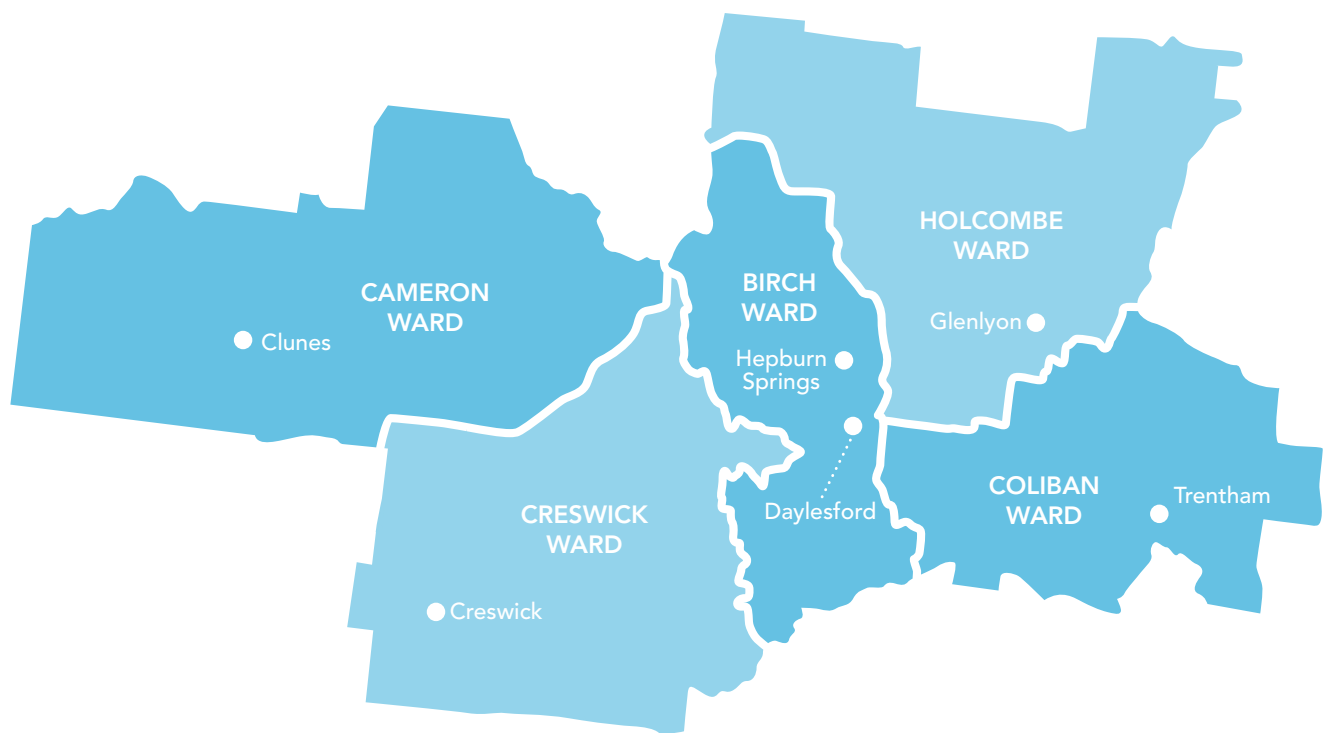 HOLCOMBE
WARD
CAMERON
WARD
BIRCH
WARD
Glenlyon
Clunes
Hepburn
Springs
COLIBAN
WARD
Trentham
CRESWICK
WARD
Daylesford
Creswick